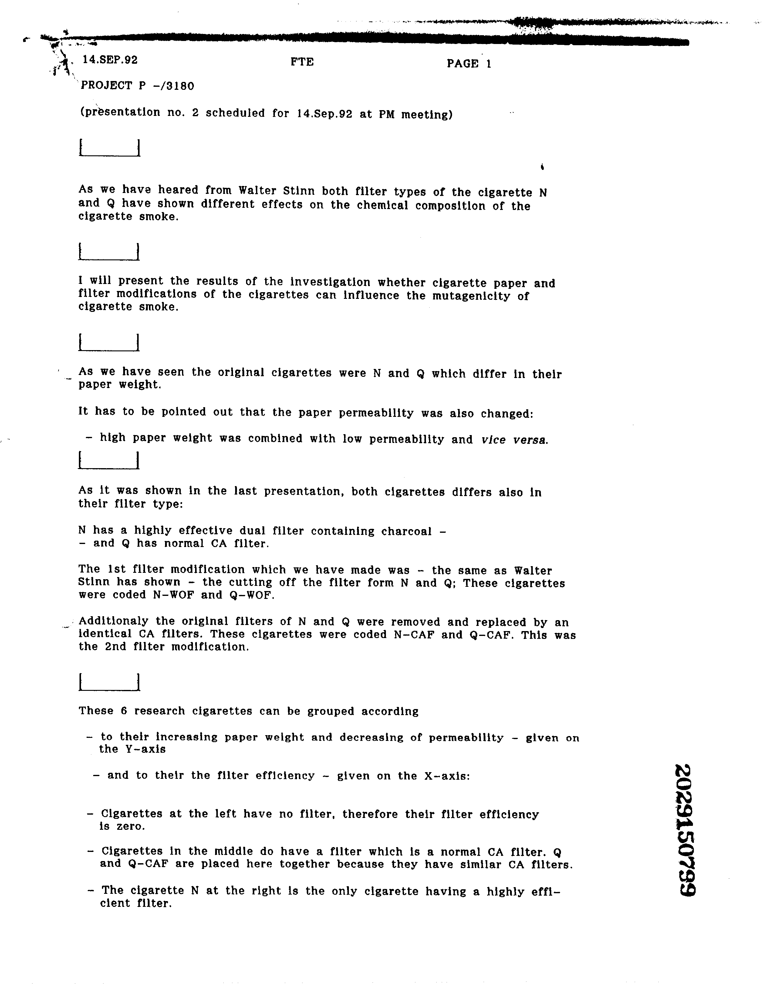 14.SEP.92 FTE PAGE 1
PROJECT P -/3180
(presentation no. 2 scheduled for 14.Sep.92 at PM meeting)
As we have heared from Walter Stinn both filter types of the cigarette N
and Q have shown different effects on the chemical composition of the
cigarette smoke.
I will present the results of the investigation whether cigarette paper and
filter modifications of the cigarettes can influence the mutagenicity of
cigarette smoke.
As we have seen the original cigarettes were N and Q which differ in their
paper weight.
It has to be pointed out that the paper permeability was also changed:
- high paper weight was combined with low permeability and vice versa.
As it was shown in the last presentation, both cigarettes differs also in
their filter type:
N has a highly effective dual filter containing charcoal -
- and Q has normal CA filter.
The 1st filter modification which we have made was - the same as Walter
Stinn has shown - the cutting off the filter form N and Q; These cigarettes
were coded N-WOF and Q-WOF.
Additionaly the original filters of N and Q were removed and replaced by an
identical CA filters. These cigarettes were coded N-CAF and Q-CAF. This was
the 2nd filter modification.
These 6 research cigarettes can be grouped according
- to their increasing paper weight and decreasing of permeability - given on
the Y-axis
- and to their the filter efficiency - given on the X-axis:
- Cigarettes at the left have no filter, therefore their filter efficiency
is zero.
- Cigarettes in the middle do have a filter which is a normal CA filter. Q
and Q-CAF are placed here together because they have similar CA filters.
- The cigarette N at the right is the only cigarette having a highly effi-
cient filter.
2029150799